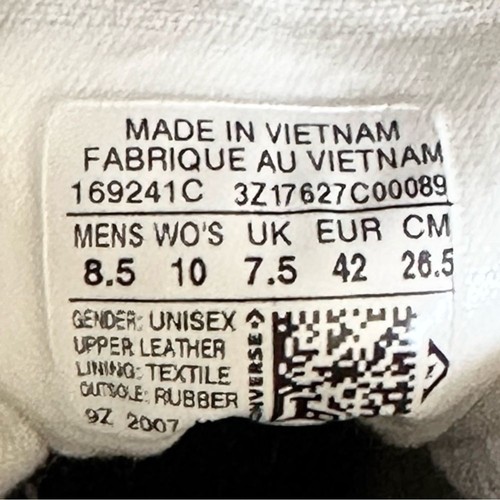 MADE IN VIETNAM
FABRIQUE AU VIETNAM
169241C 3Z17627C00089
MENS WO'S UK EUR CM
8.5 10 7.5 42 26.5
GENDER: UNISEX
UPPER LEATHER
LINING: TEXTILE
OUTSOLE: RUBBER
9Z 2007